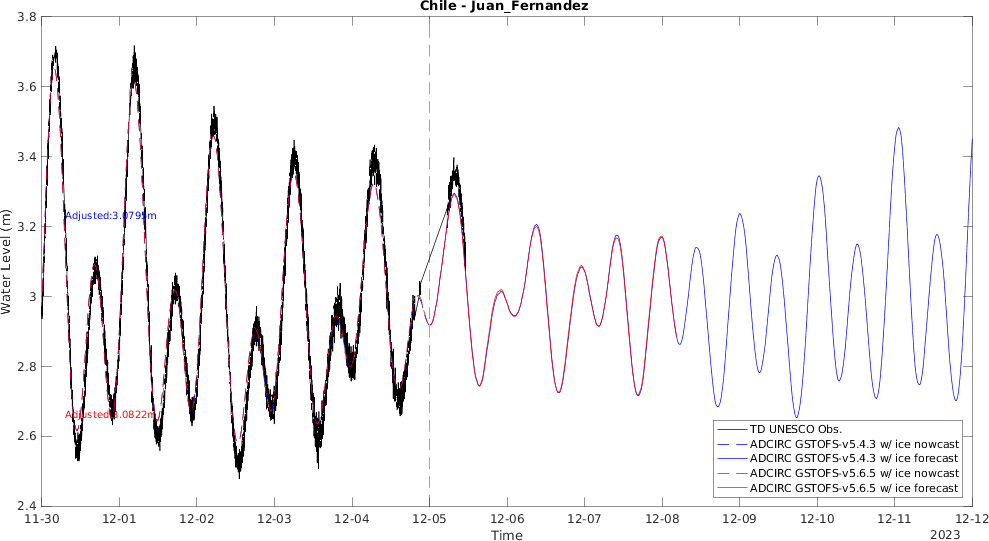 Chile - Juan_Fernandez
3.8
3.6
3.4
3.2
3
2.8
2.6
2.4
Water Level (m)
Adjusted:3.0795m
Adjusted:3.0822m
TD UNESCO Obs.
ADCIRC GSTOFS-v5.4.3 w/ ice nowcast
ADCIRC GSTOFS-v5.4.3 w/ ice forecast
ADCIRC GSTOFS-v5.6.5 w/ ice nowcast
ADCIRC GSTOFS-v5.6.5 w/ ice forecast
11-30 12-01 12-02 12-03 12-04 12-05 12-06 12-07 12-08 12-09 12-10 12-11 12-12
Time
2023